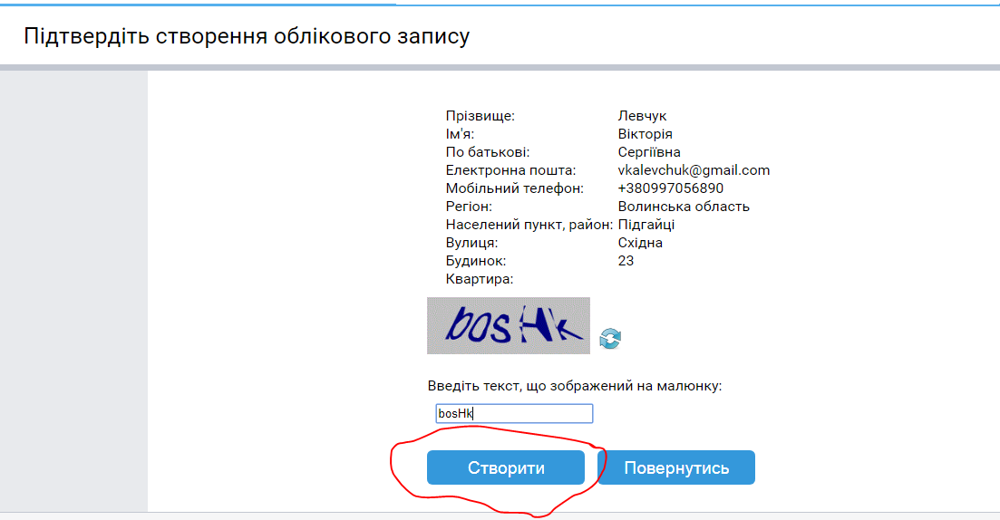 Підтвердіть створення облікового запису
Прізвище: Левчук
Ім'я: Вікторія
По батькові: Сергіївна
Електронна пошта: vkalevchuk@gmail.com
Мобільний телефон: +380997056890
Регіон: Волинська область
Населений пункт, район: Підгайці
Вулиця: Східна
Будинок: 23
Квартира:
bosHk
Введіть текст, що зображений на малюнку:
bosHk
Створити Повернутись